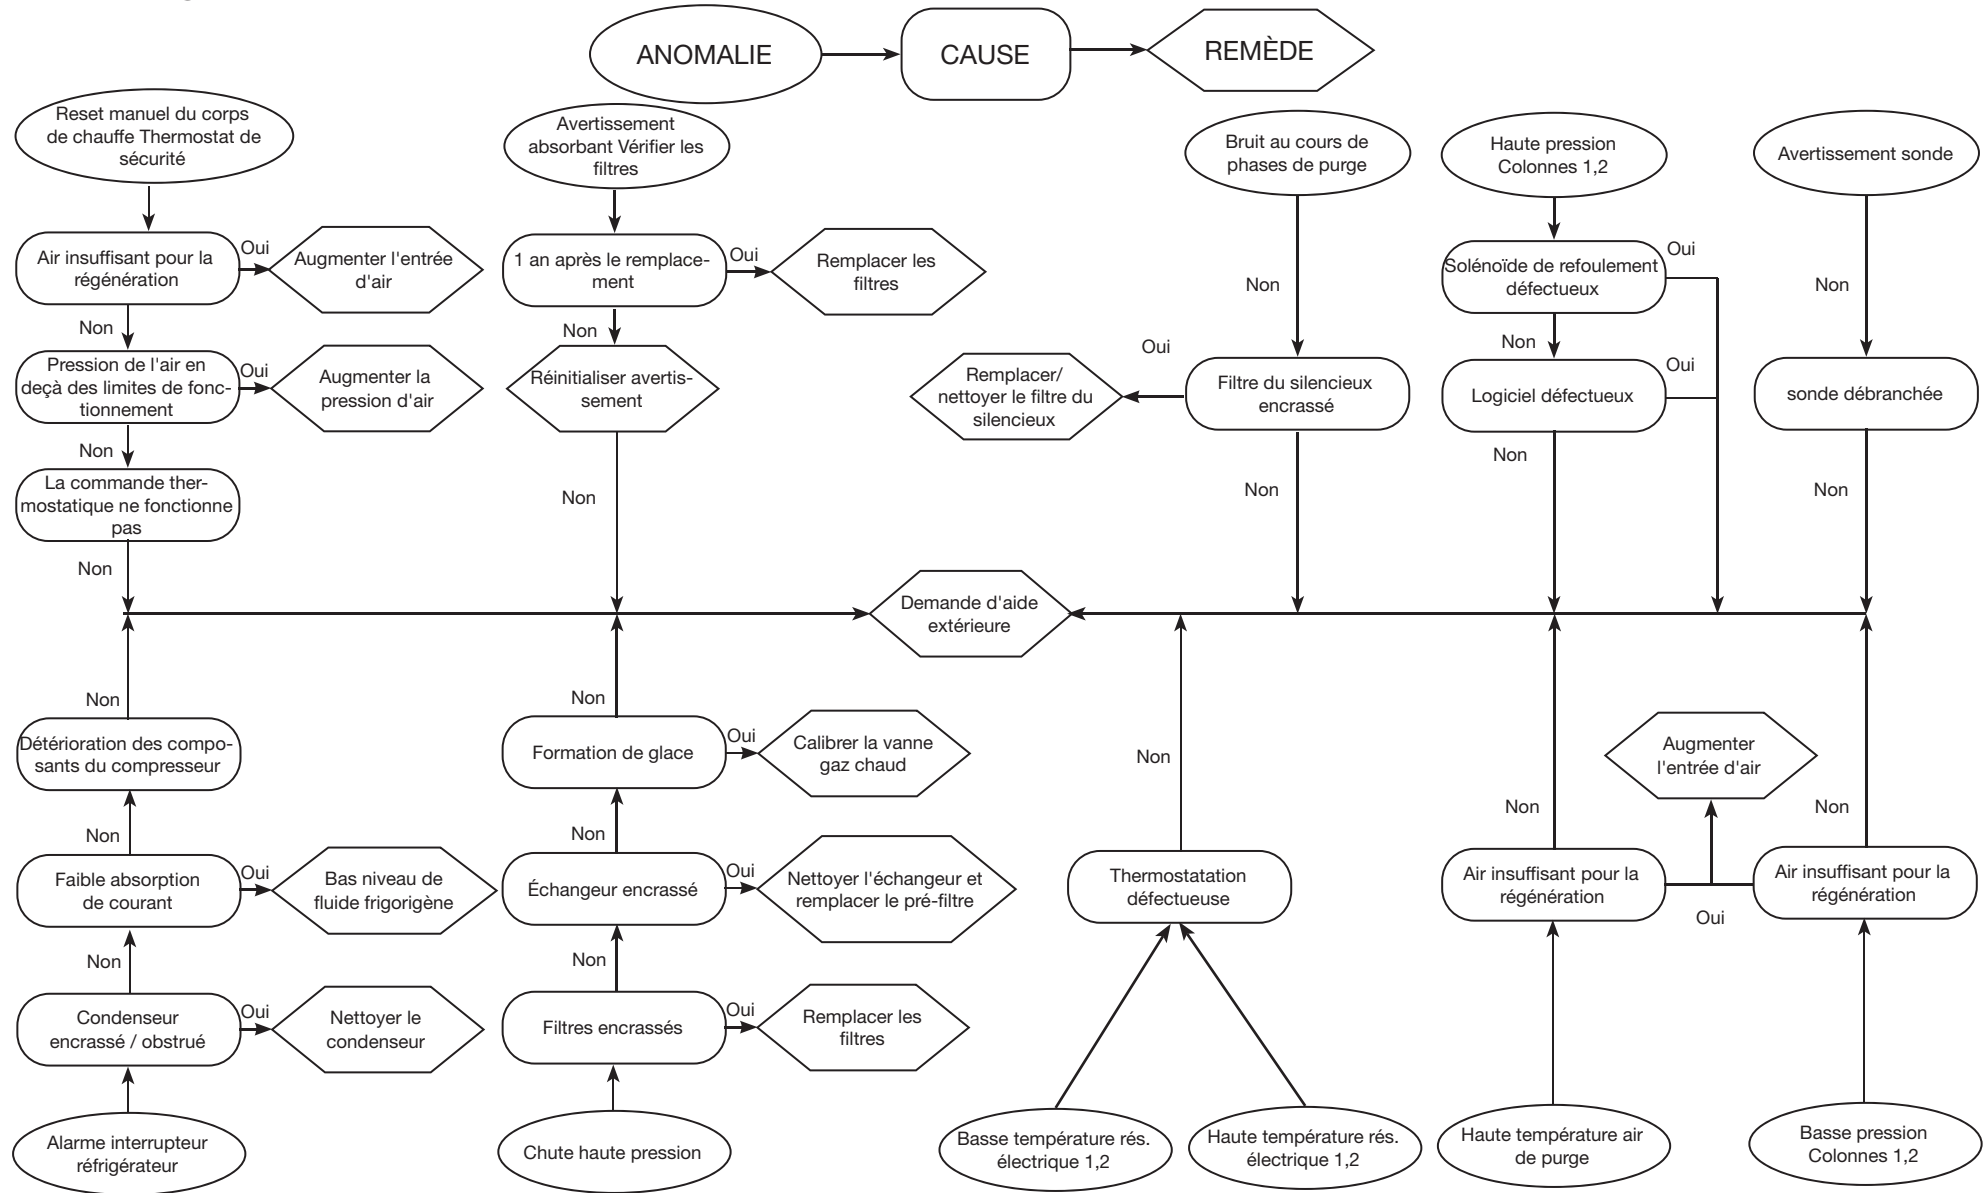 ANOMALIE
CAUSE
REMÈDE
Reset manuel du corps
de chauffe Thermostat de
sécurité
Avertissement
absorbant Vérifier les
filtres
Bruit au cours de
phases de purge
Haute pression
Colonnes 1,2
Avertissement sonde
Air insuffisant pour la
régénération
Oui
Augmenter l'entrée
d'air
1 an après le remplace-
ment
Oui
Remplacer les
filtres
Non
Solénoïde de refoulement
défectueux
Oui
Non
Non
Pression de l'air en
deçà des limites de fonc-
tionnement
Oui
Augmenter la
pression d'air
Non
Réinitialiser avertis-
sement
Oui
Remplacer/
nettoyer le filtre du
silencieux
Filtre du silencieux
encrassé
Non
Logiciel défectueux
Oui
sonde débranchée
Non
La commande ther-
mostatique ne fonctionne
pas
Non
Non
Non
Non
Non
Demande d'aide
extérieure
Non
Détérioration des compo-
sants du compresseur
Non
Formation de glace
Oui
Calibrer la vanne
gaz chaud
Non
Augmenter
l'entrée d'air
Non
Non
Non
Faible absorption
de courant
Oui
Bas niveau de
fluide frigorigène
Non
Échangeur encrassé
Oui
Nettoyer l'échangeur et
remplacer le pré-filtre
Thermostatation
défectueuse
Air insuffisant pour la
régénération
Oui
Air insuffisant pour la
régénération
Non
Condenseur
encrassé / obstrué
Oui
Nettoyer le
condenseur
Non
Filtres encrassés
Oui
Remplacer les
filtres
Alarme interrupteur
réfrigérateur
Chute haute pression
Basse température rés.
électrique 1,2
Haute température rés.
électrique 1,2
Haute température air
de purge
Basse pression
Colonnes 1,2